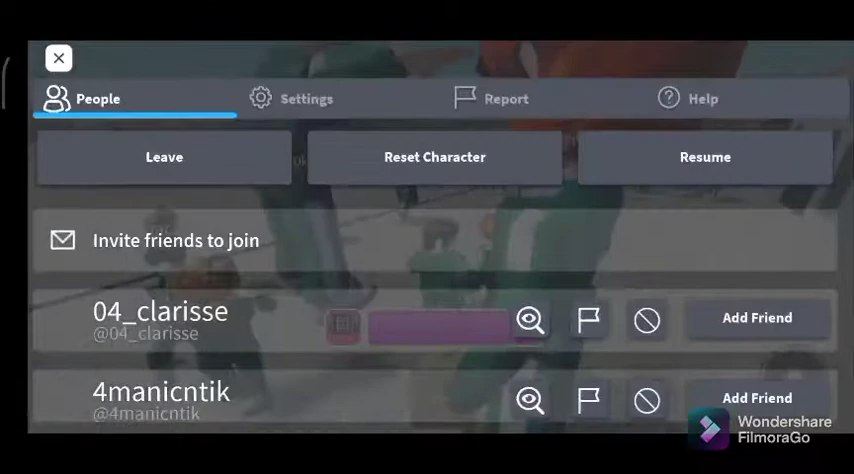 People
Settings
Report
Help
Leave
Reset Character
Resume
Invite friends to join
04_clarisse
@04_clarisse
Add Friend
4manicntik
@4manicntik
Add Friend
Wondershare
FilmoraGo